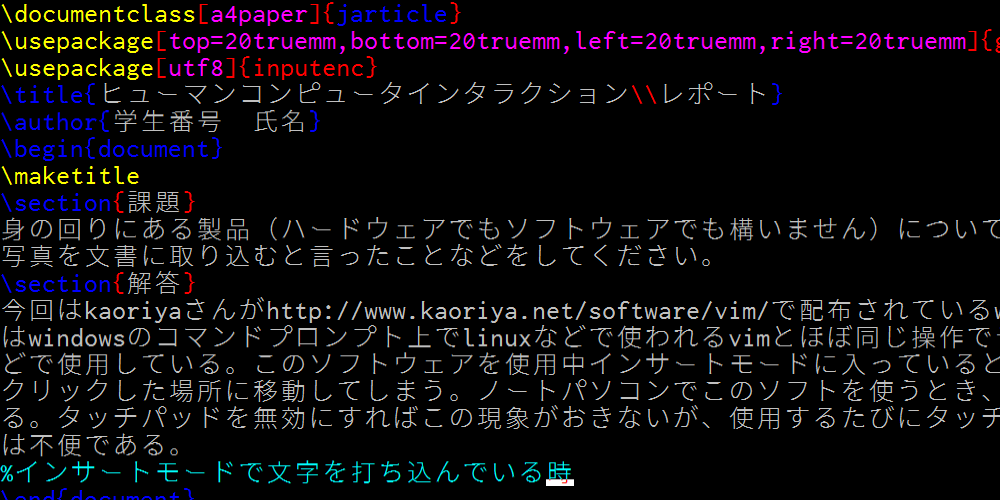 \documentclass[a4paper]{jarticle}
\usepackage[top=20truemm,bottom=20truemm,left=20truemm,right=20truemm]{g
\usepackage[utf8]{inputenc}
\title{ヒューマンコンピュータインタラクション\\レポート}
\author{学生番号　氏名}
\begin{document}
\maketitle
\section{課題}
身の回りにある製品（ハードウェアでもソフトウェアでも構いません）について
写真を文書に取り込むと言ったことなどをしてください。
\section{解答}
今回はkaoriyaさんがhttp://www.kaoriya.net/software/vim/で配布されているw
はwindowsのコマンドプロンプト上でlinuxなどで使われるvimとほぼ同じ操作で
どで使用している。このソフトウェアを使用中インサートモードに入っていると
クリックした場所に移動してしまう。ノートパソコンでこのソフトを使うとき、
る。タッチパッドを無効にすればこの現象がおきないが、使用するたびにタッチ
は不便である。
%インサートモードで文字を打ち込んでいる時
\end{document}